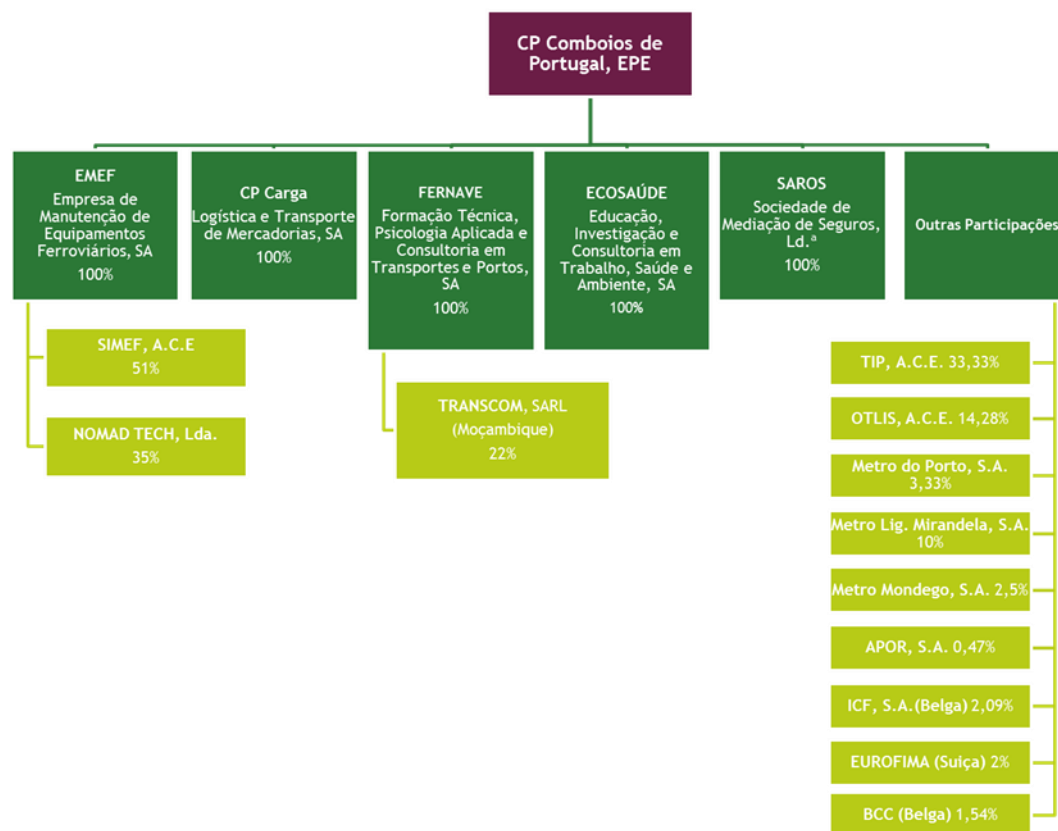 CP Comboios de
Portugal, EPE
EMEF
Empresa de
Manutenção de
Equipamentos
Ferroviários, SA
100%
CP Carga
Logística e Transporte
de Mercadorias, SA
100%
FERNAVE
Formação Técnica,
Psicologia Aplicada e
Consultoria em
Transportes e Portos,
SA
100%
ECOSAÚDE
Educação,
Investigação e
Consultoria em
Trabalho, Saúde e
Ambiente, SA
100%
SAROS
Sociedade de
Mediação de Seguros,
Ld.ª
100%
Outras Participações
SIMEF, A.C.E
51%
NOMAD TECH, Lda.
35%
TRANSCOM, SARL
(Moçambique)
22%
TIP, A.C.E. 33,33%
OTLIS, A.C.E. 14,28%
Metro do Porto, S.A.
3,33%
Metro Lig. Mirandela, S.A.
10%
Metro Mondego, S.A. 2,5%
APOR, S.A. 0,47%
ICF, S.A.(Belga) 2,09%
EUROFIMA (Suiça) 2%
BCC (Belga) 1,54%